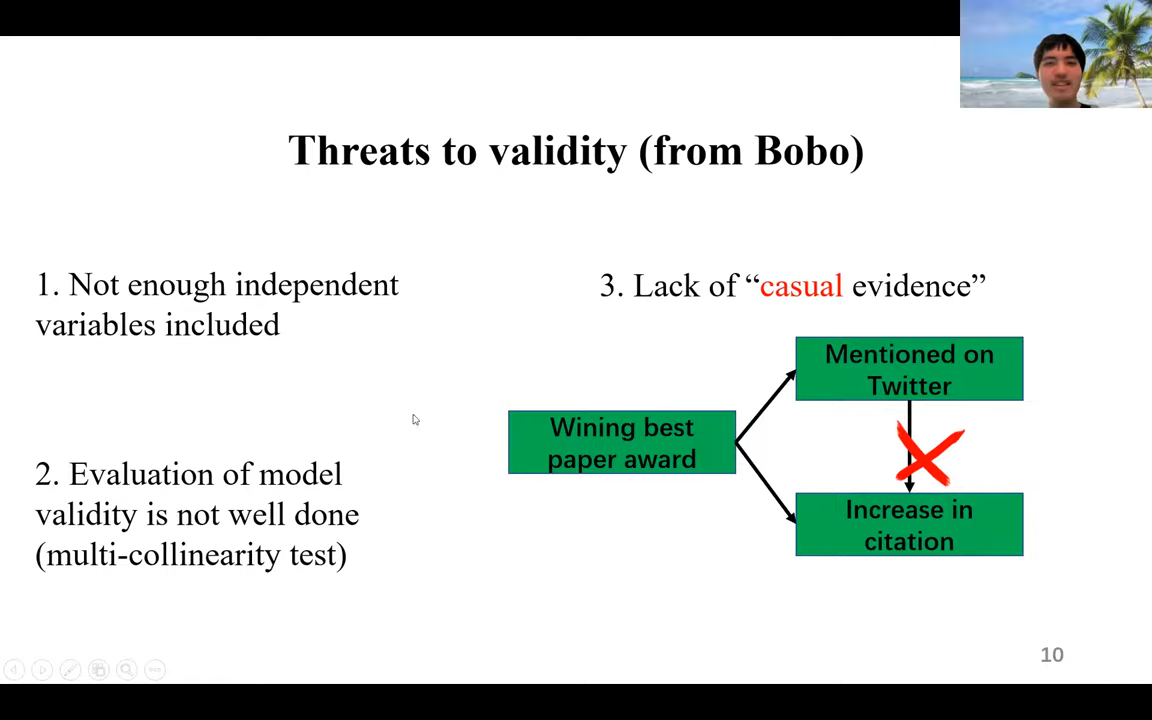 Threats to validity (from Bobo)
1. Not enough independent
variables included
2. Evaluation of model
validity is not well done
(multi-collinearity test)
3. Lack of “casual evidence”
Mentioned on
Twitter
Wining best
paper award
Increase in
citation
10